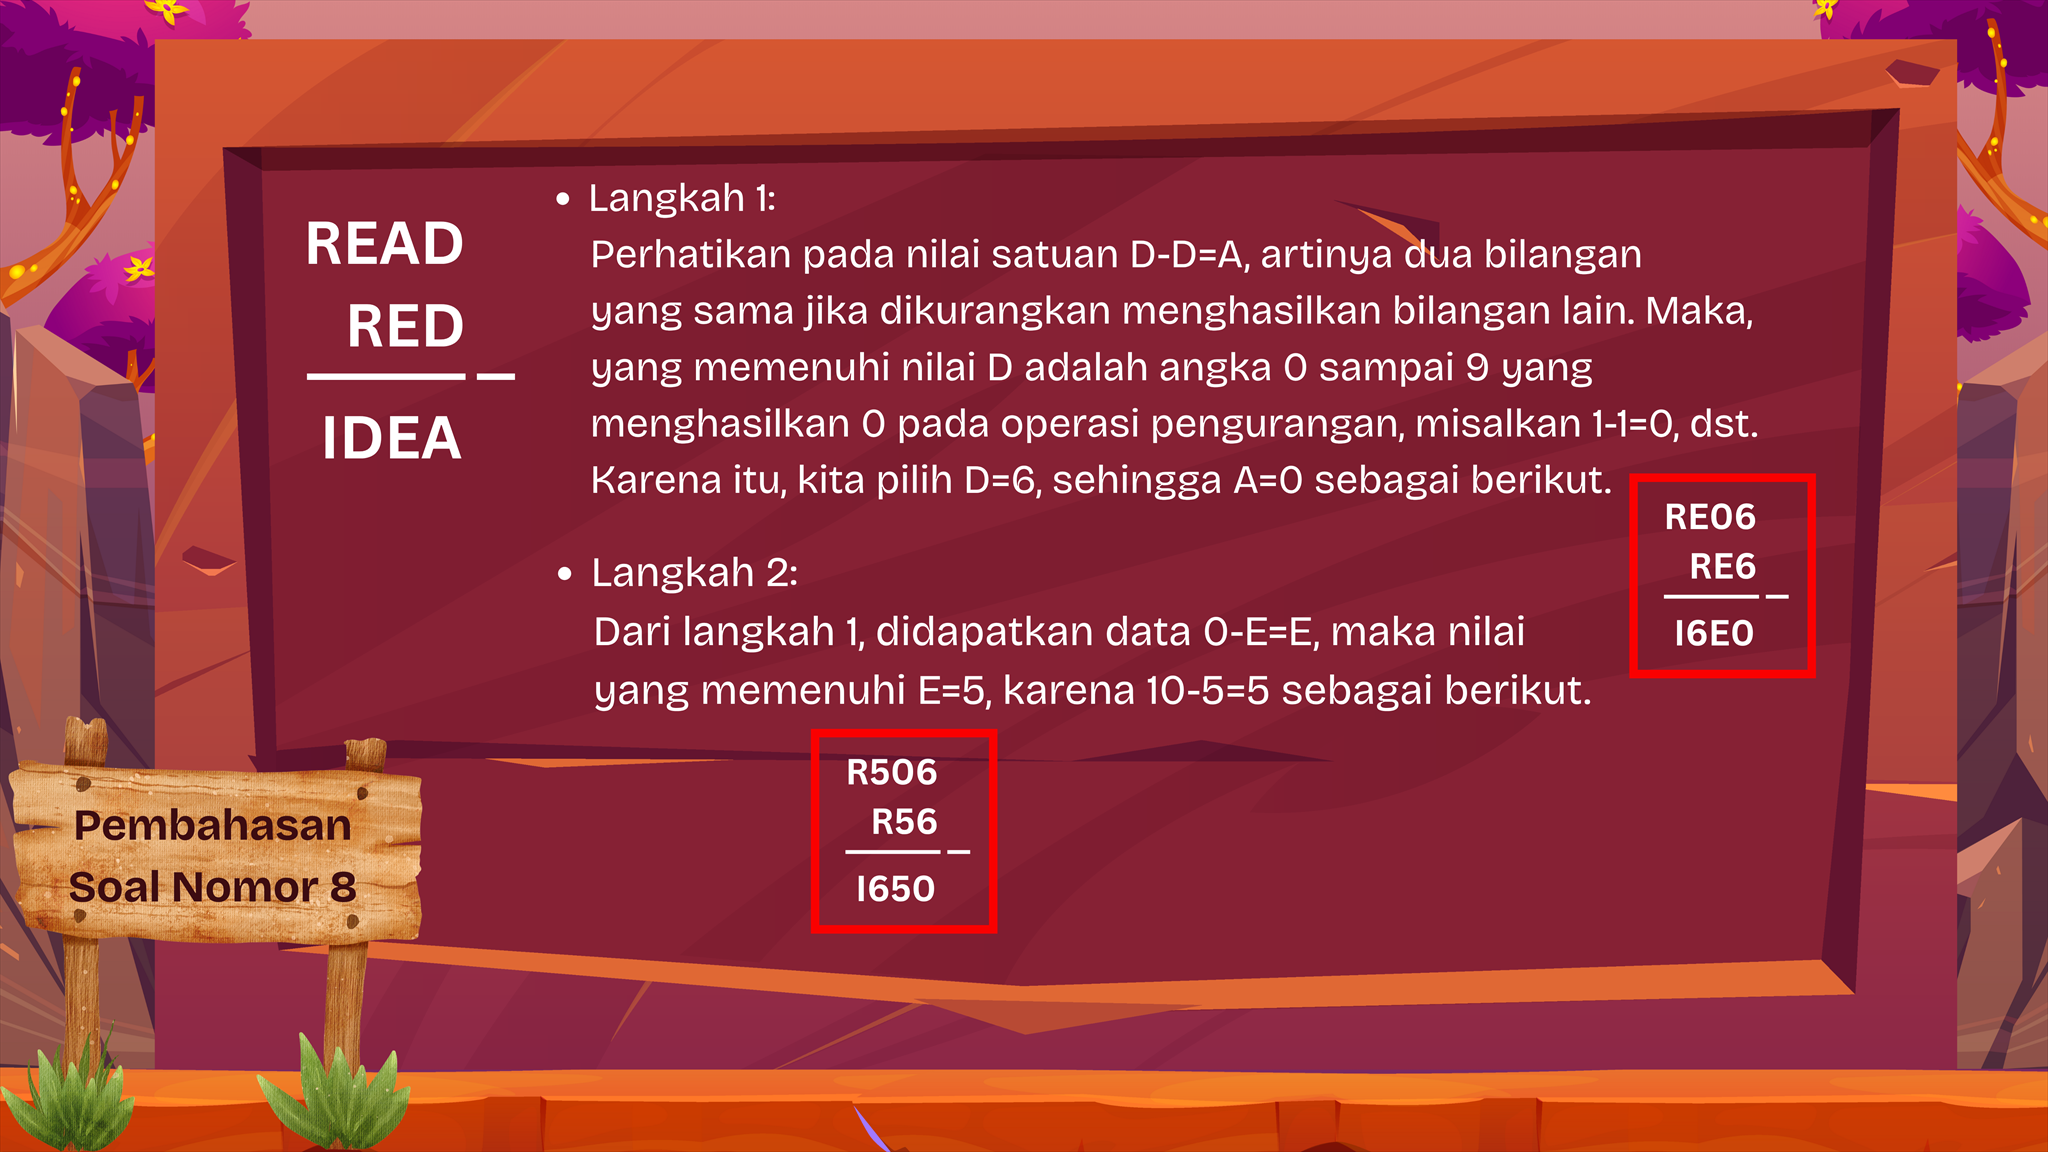 READ
RED
IDEA
• Langkah 1:
Perhatikan pada nilai satuan D-D=A, artinya dua bilangan
yang sama jika dikurangkan menghasilkan bilangan lain. Maka,
yang memenuhi nilai D adalah angka 0 sampai 9 yang
menghasilkan 0 pada operasi pengurangan, misalkan 1-1=0, dst.
Karena itu, kita pilih D=6, sehingga A=0 sebagai berikut.
RE06
RE6
I6E0
• Langkah 2:
Dari langkah 1, didapatkan data 0-E=E, maka nilai
yang memenuhi E=5, karena 10-5=5 sebagai berikut.
R506
R56
I650
Pembahasan
Soal Nomor 8